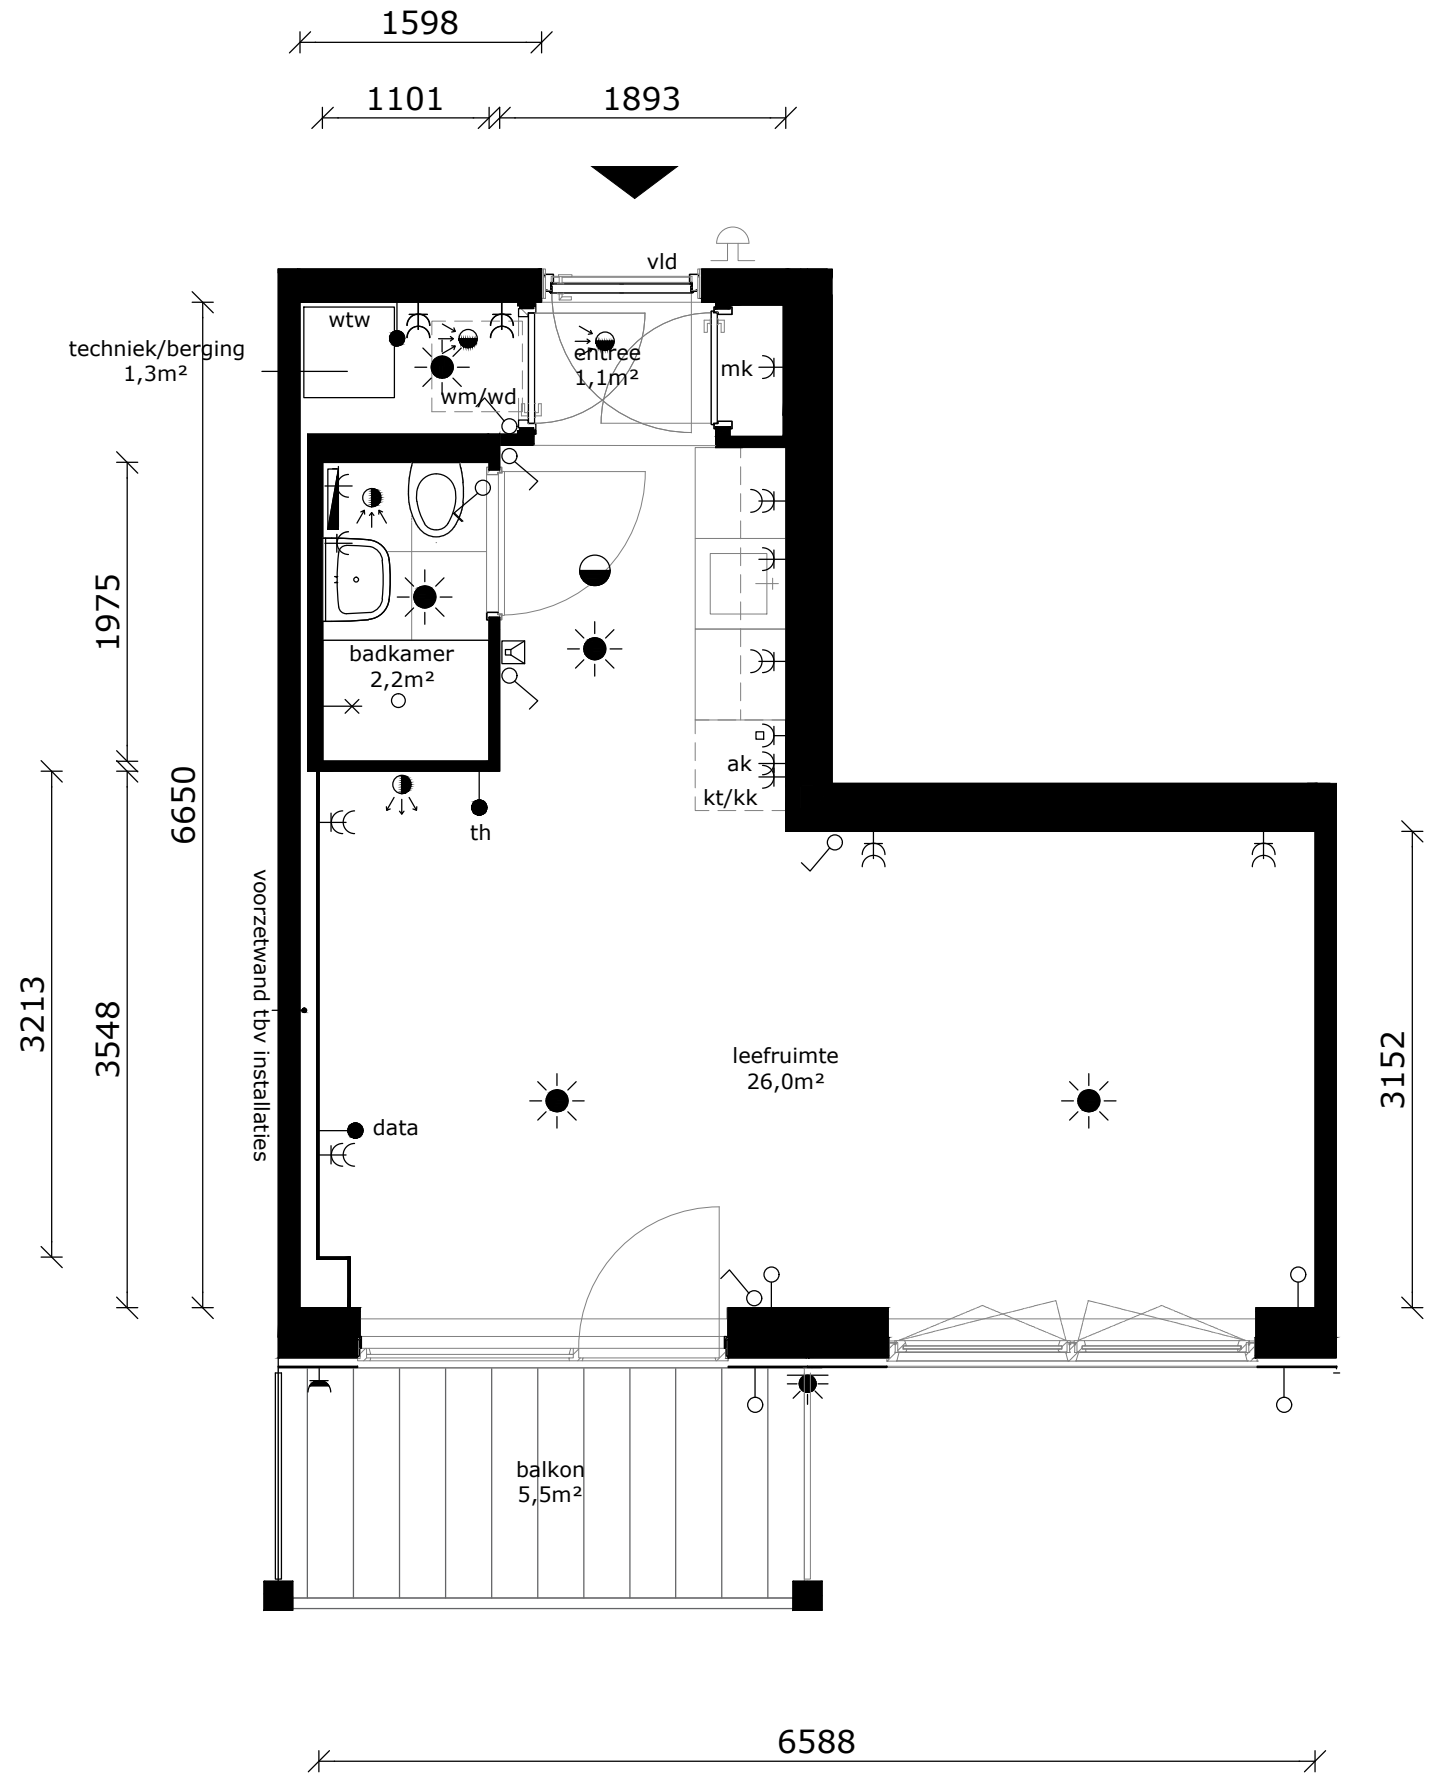 1598
1101
1893
vld
wtw
techniek/berging
1,3m²
entree
1,1m²
mk
wm/wd
1975
6650
badkamer
2,2m²
ak
kt/kk
th
voorzetwand tbv installaties
3213
3548
3152
leefruimte
26,0m²
data
balkon
5,5m²
6588